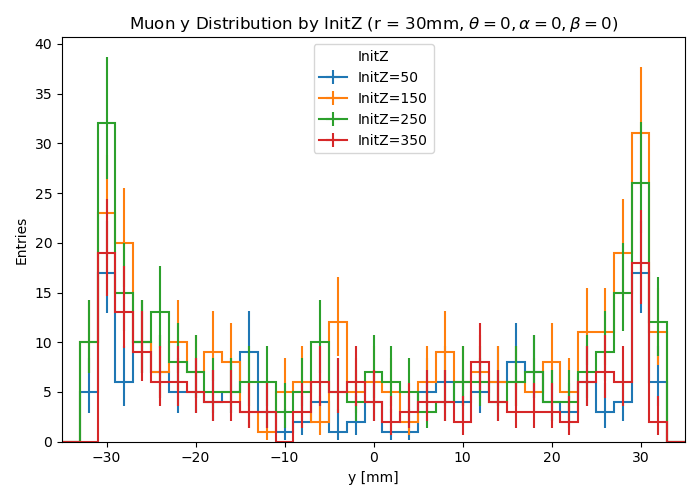 Muon y Distribution by InitZ (r = 30mm, θ = 0, α = 0, β = 0)
InitZ
InitZ=50
InitZ=150
InitZ=250
InitZ=350
Entries
40
35
30
25
20
15
10
5
0
−30 −20 −10 0 10 20 30
y [mm]